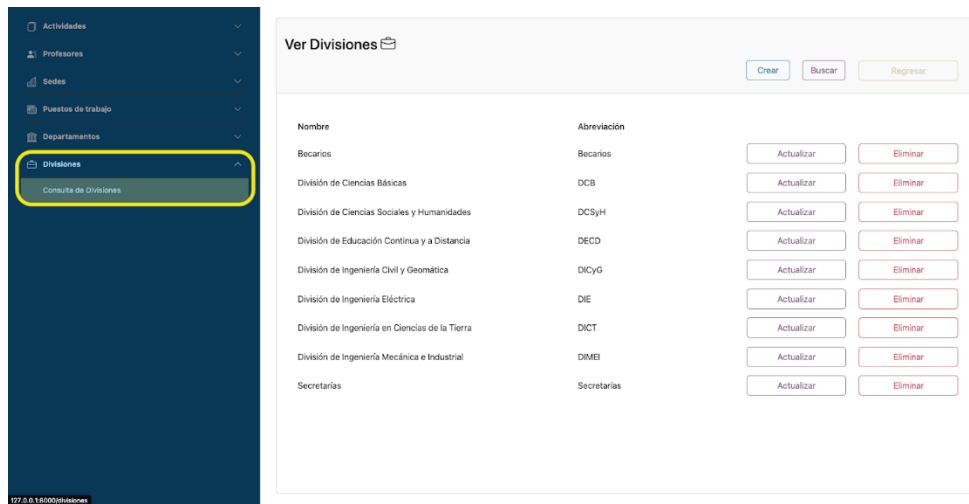 Actividades
Profesores
Sedes
Puestos de trabajo
Departamentos
Divisiones
Consulta de Divisiones
127.0.0.1:6000/divisiones
Ver Divisiones
Crear Buscar Regresar
Nombre Abreviación
Becarios Becarios Actualizar Eliminar
División de Ciencias Básicas DCB Actualizar Eliminar
División de Ciencias Sociales y Humanidades DCSyH Actualizar Eliminar
División de Educación Continua y a Distancia DECD Actualizar Eliminar
División de Ingeniería Civil y Geomática DICyG Actualizar Eliminar
División de Ingeniería Eléctrica DIE Actualizar Eliminar
División de Ingeniería en Ciencias de la Tierra DICT Actualizar Eliminar
División de Ingeniería Mecánica e Industrial DIMEI Actualizar Eliminar
Secretarías Secretarías Actualizar Eliminar